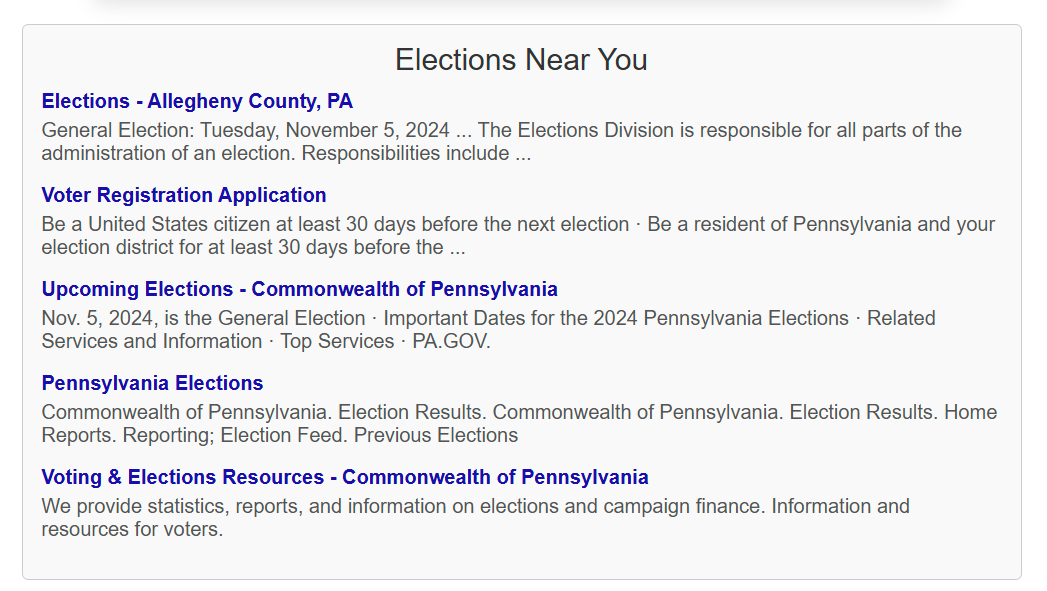 Elections Near You
Elections - Allegheny County, PA
General Election: Tuesday, November 5, 2024 ... The Elections Division is responsible for all parts of the
administration of an election. Responsibilities include ...
Voter Registration Application
Be a United States citizen at least 30 days before the next election · Be a resident of Pennsylvania and your
election district for at least 30 days before the ...
Upcoming Elections - Commonwealth of Pennsylvania
Nov. 5, 2024, is the General Election · Important Dates for the 2024 Pennsylvania Elections · Related
Services and Information · Top Services · PA.GOV.
Pennsylvania Elections
Commonwealth of Pennsylvania. Election Results. Commonwealth of Pennsylvania. Election Results. Home
Reports. Reporting; Election Feed. Previous Elections
Voting & Elections Resources - Commonwealth of Pennsylvania
We provide statistics, reports, and information on elections and campaign finance. Information and
resources for voters.